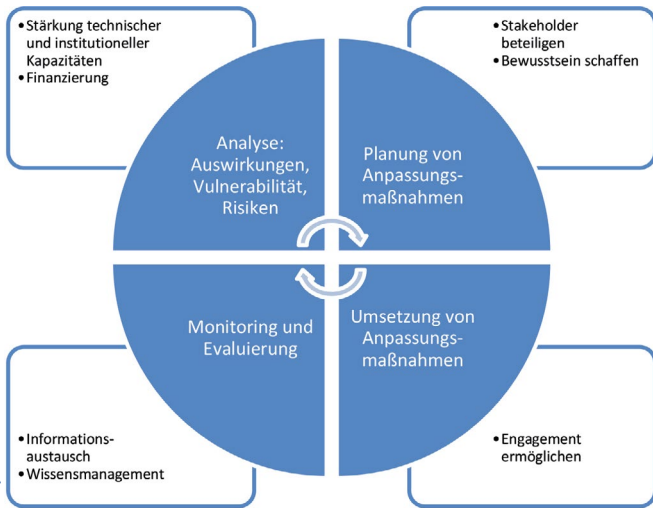 • Stärkung technischer
und institutioneller
Kapazitäten
• Finanzierung
• Stakeholder
beteiligen
• Bewusstsein schaffen
Analyse:
Auswirkungen,
Vulnerabilität,
Risiken
Planung von
Anpassungs-
maßnahmen
Monitoring und
Evaluierung
Umsetzung von
Anpassungs-
maßnahmen
• Informations-
austausch
• Wissensmanagement
• Engagement
ermöglichen